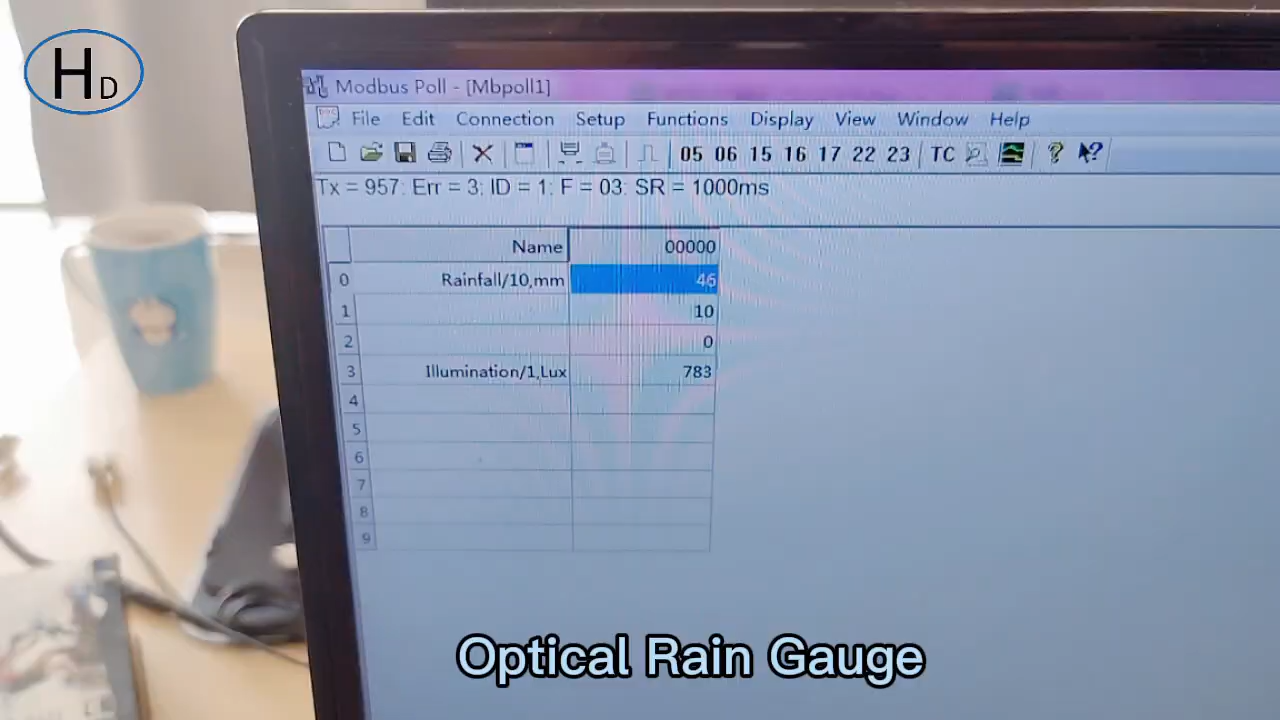 HD
Modbus Poll - [Mbpoll1]
File Edit Connection Setup Functions Display View Window Help
05 06 15 16 17 22 23 TC
Tx = 957: Err = 3: ID = 1: F = 03: SR = 1000ms
Name 00000
0 Rainfall/10,mm 46
1 10
2 0
3 Illumination/1,Lux 783
4
5
6
7
8
9
Optical Rain Gauge